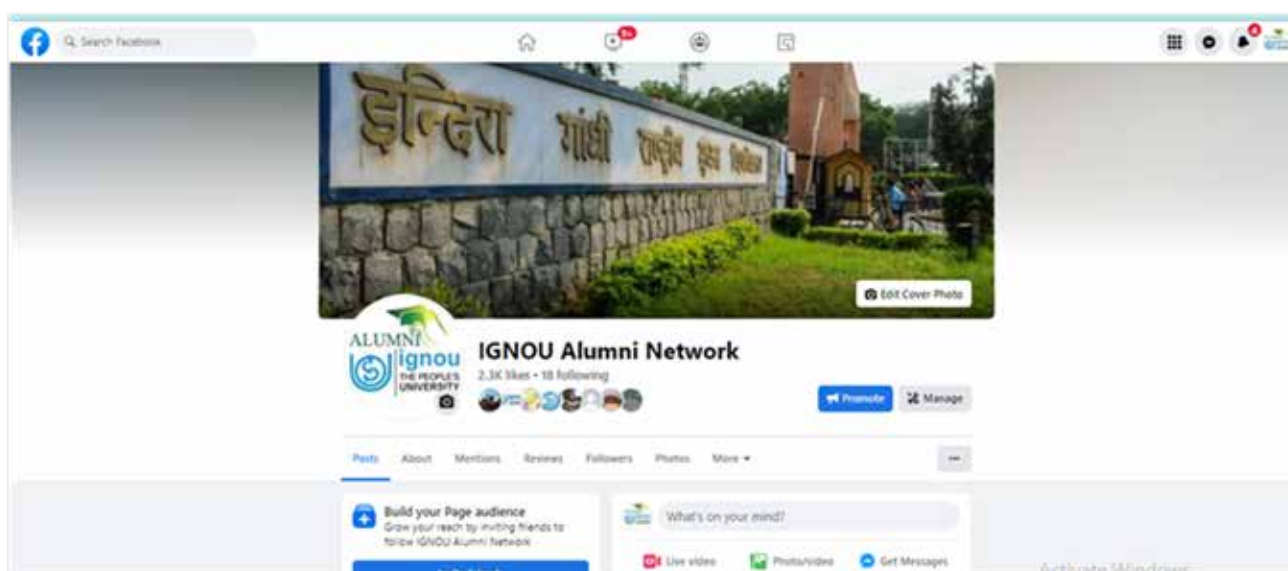 Search Facebook
9+
4
इन्दिरा गांधी राष्ट्रीय मुक्त विश्वविद्यालय
Edit Cover Photo
ALUMNI
ignou
THE PEOPLE'S
UNIVERSITY
IGNOU Alumni Network
2.3K likes • 18 following
Promote
Manage
Posts About Mentions Reviews Followers Photos More
Build your Page audience
Grow your reach by inviting friends to
follow IGNOU Alumni Network
What's on your mind?
Live video Photo/video Get Messages
Activate Windows